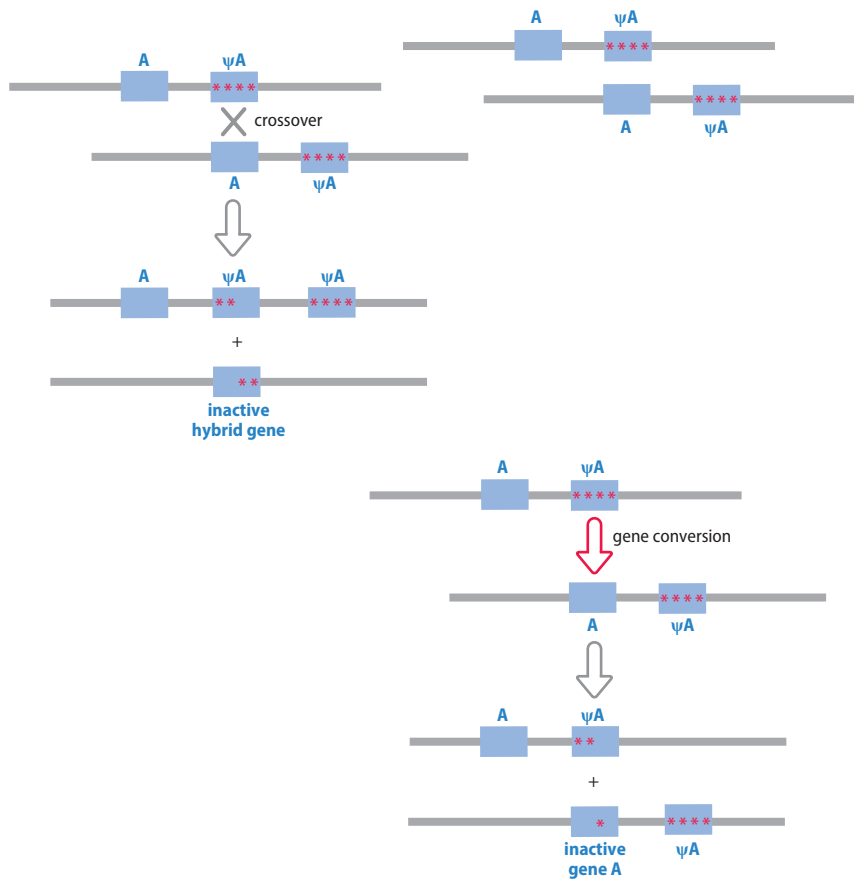 A ψA
* * * *
crossover
* * * *
A ψA
A ψA ψA
* * * * * *
+
* *
inactive
hybrid gene
A ψA
* * * *
* * * *
A ψA
A ψA
* * * *
gene conversion
* * * *
A ψA
A ψA
* *
+
* * * * *
inactive ψA
gene A